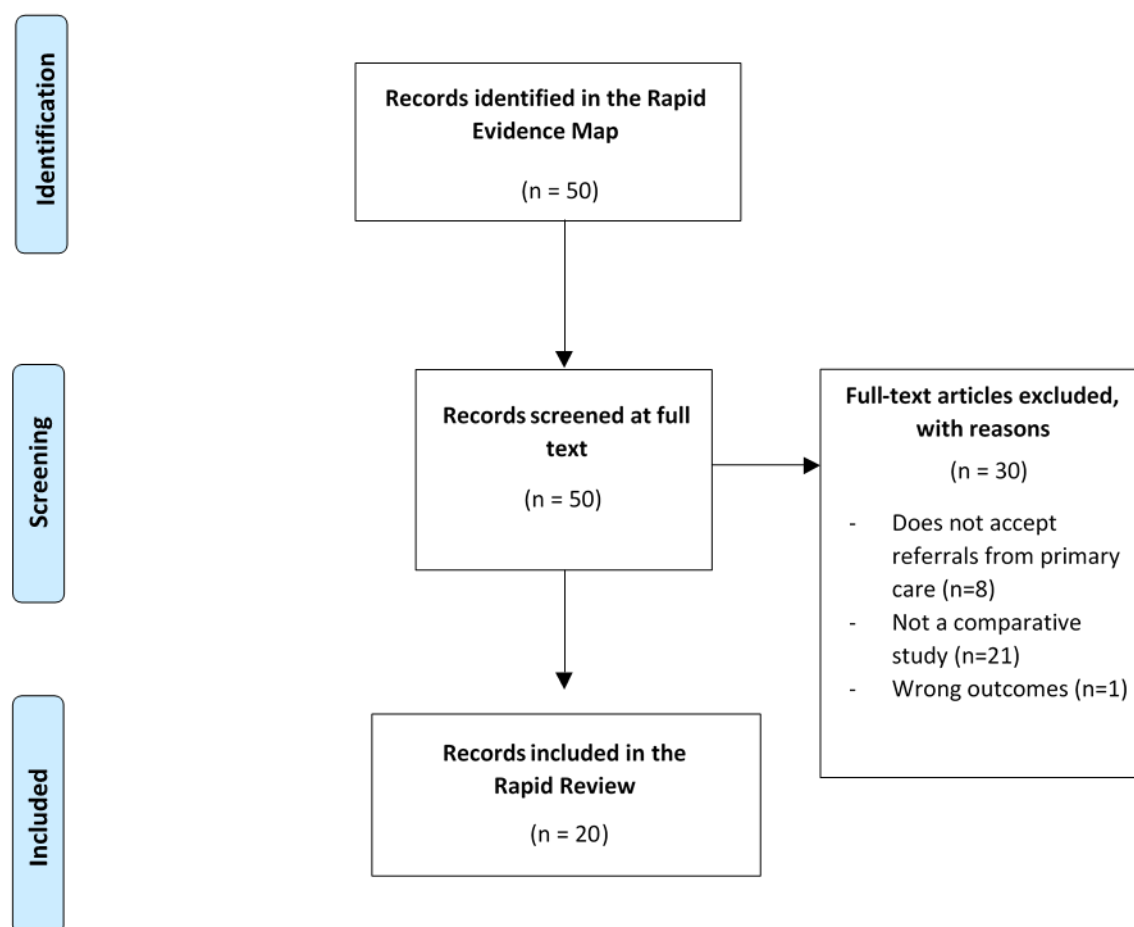 Identification
Records identified in the Rapid
Evidence Map
(n = 50)
Screening
Records screened at full
text
(n = 50)
Full-text articles excluded,
with reasons
(n = 30)
- Does not accept
referrals from primary
care (n=8)
- Not a comparative
study (n=21)
- Wrong outcomes (n=1)
Included
Records included in the
Rapid Review
(n = 20)